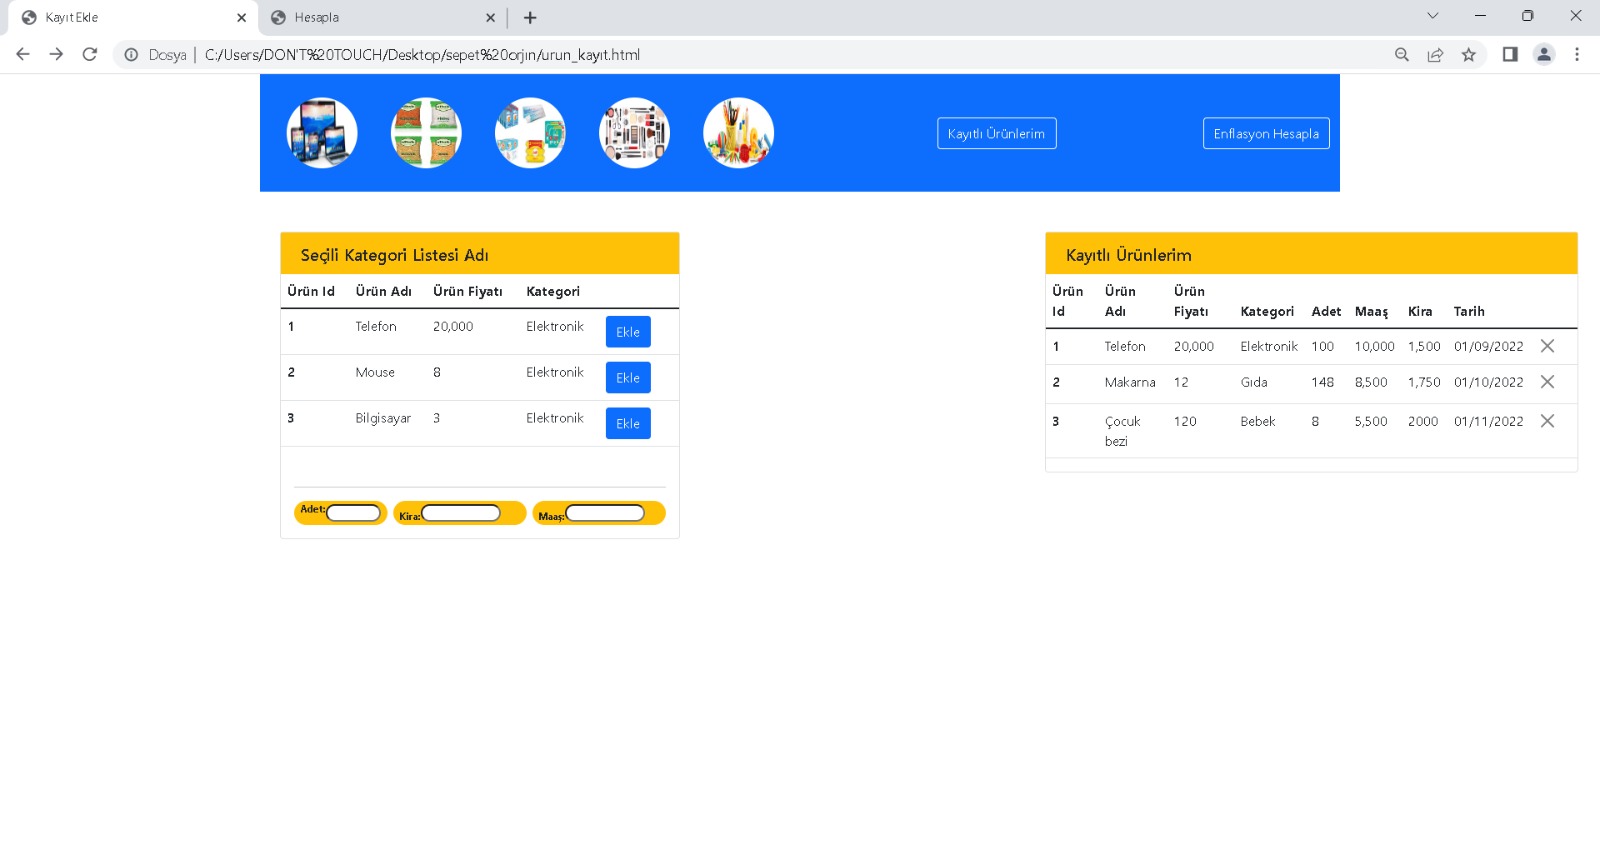 Kayıt Ekle
Hesapla
Dosya | C:/Users/DON'T%20TOUCH/Desktop/sepet%20orjin/urun_kayıt.html
Kayıtlı Ürünlerim
Enflasyon Hesapla
Seçili Kategori Listesi Adı
Ürün Id Ürün Adı Ürün Fiyatı Kategori
1 Telefon 20,000 Elektronik Ekle
2 Mouse 8 Elektronik Ekle
3 Bilgisayar 3 Elektronik Ekle
Adet: Kira: Maaş:
Kayıtlı Ürünlerim
Ürün Id Ürün Adı Ürün Fiyatı Kategori Adet Maaş Kira Tarih
1 Telefon 20,000 Elektronik 100 10,000 1,500 01/09/2022
2 Makarna 12 Gıda 148 8,500 1,750 01/10/2022
3 Çocuk bezi 120 Bebek 8 5,500 2000 01/11/2022